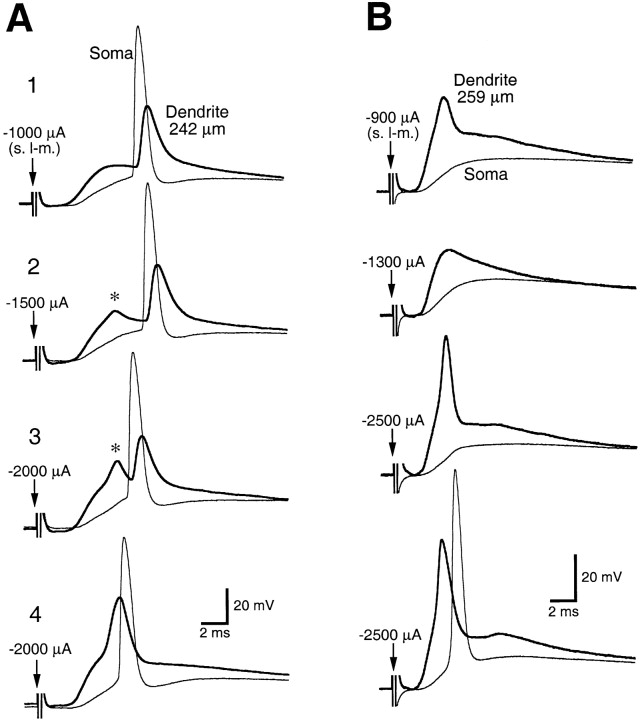 A
B
Soma
1
Dendrite
242 μm
-1000 μA
(s. l-m.)
2
-1500 μA
*
3
-2000 μA
*
4
-2000 μA
20 mV
2 ms
Dendrite
259 μm
-900 μA
(s. l-m.)
Soma
-1300 μA
-2500 μA
-2500 μA
20 mV
2 ms